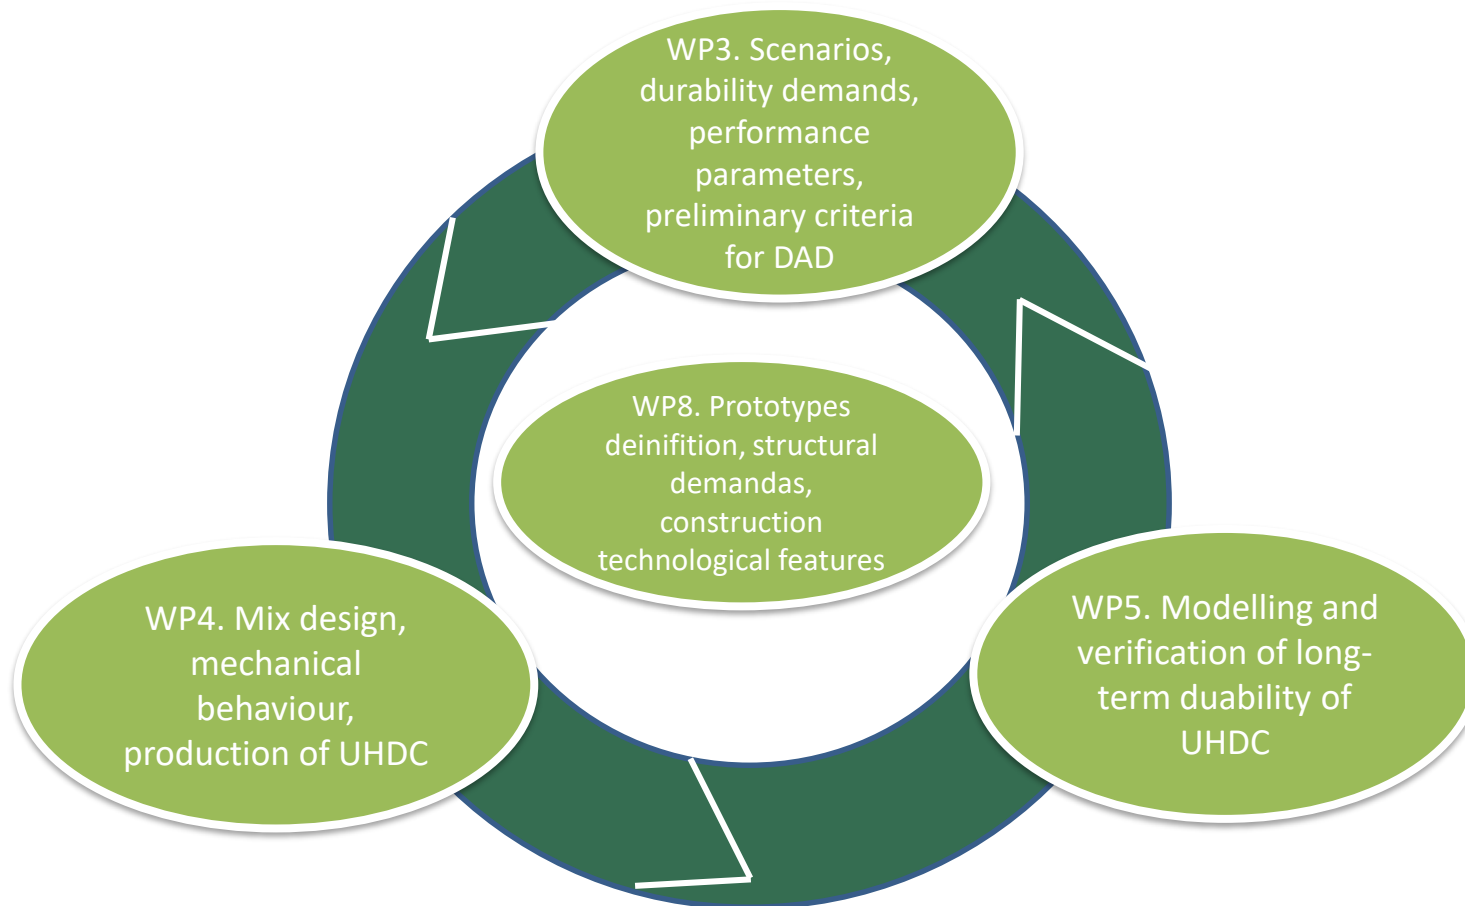 WP3. Scenarios,
durability demands,
performance
parameters,
preliminary criteria
for DAD
WP8. Prototypes
deinifition, structural
demandas,
construction
technological features
WP4. Mix design,
mechanical
behaviour,
production of UHDC
WP5. Modelling and
verification of long-
term duability of
UHDC